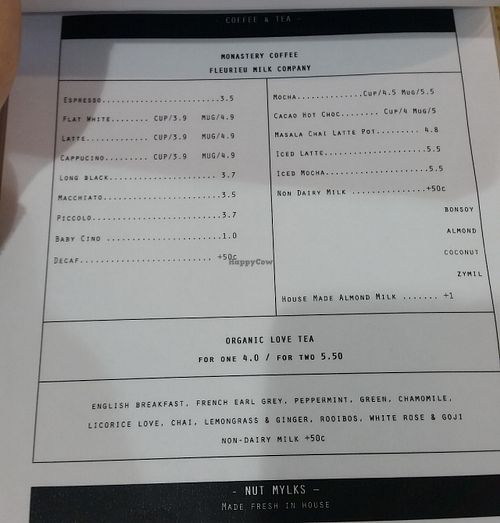 - COFFEE & TEA -
MONASTERY COFFEE
FLEURIEU MILK COMPANY
ESPRESSO...........................3.5
FLAT WHITE........ CUP/3.9 MUG/4.9
LATTE.............. CUP/3.9 MUG/4.9
CAPPUCINO.......... CUP/3.9 MUG/4.9
LONG BLACK......................... 3.7
MACCHIATO..........................3.5
PICCOLO............................3.7
BABY CINO ..........................1.0
DECAF............................ +50c
MOCHA..............CUP/4.5 MUG/5.5
CACAO HOT CHOC........ CUP/4 MUG/5
MASALA CHAI LATTE POT.......... 4.8
ICED LATTE........................5.5
ICED MOCHA........................5.5
NON DAIRY MILK ................+50c
BONSOY
ALMOND
COCONUT
ZYMIL
HOUSE MADE ALMOND MILK ....... +1
HappyCow
ORGANIC LOVE TEA
FOR ONE 4.0 / FOR TWO 5.50
ENGLISH BREAKFAST, FRENCH EARL GREY, PEPPERMINT, GREEN, CHAMOMILE,
LICORICE LOVE, CHAI, LEMONGRASS & GINGER, ROOIBOS, WHITE ROSE & GOJI
NON-DAIRY MILK +50c
- NUT MYLKS -
MADE FRESH IN HOUSE